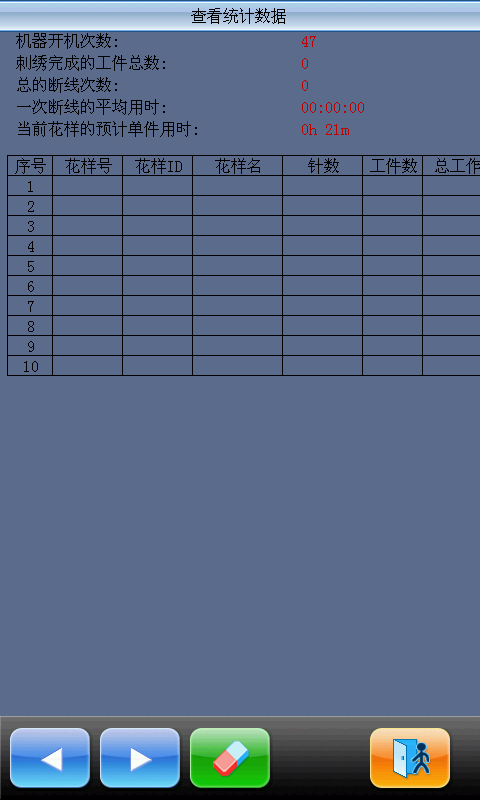 查看统计数据
机器开机次数: 47
刺绣完成的工件总数: 0
总的断线次数: 0
一次断线的平均用时: 00:00:00
当前花样的预计单件用时: 0h 21m
序号 花样号 花样ID 花样名 针数 工件数 总工作
1
2
3
4
5
6
7
8
9
10